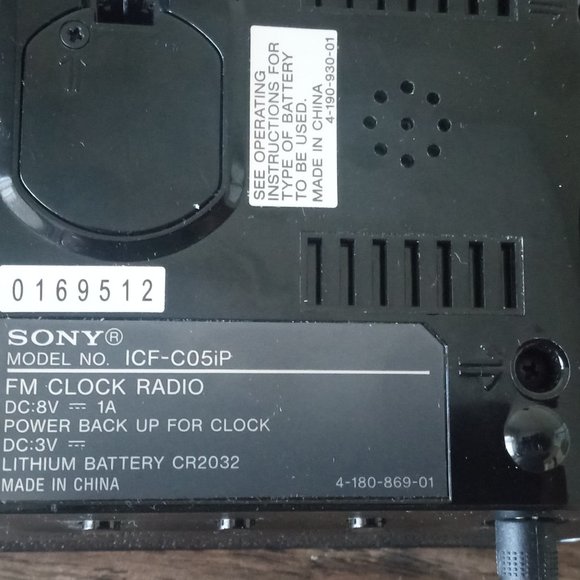 SEE OPERATING
INSTRUCTIONS FOR
TYPE OF BATTERY
TO BE USED.
MADE IN CHINA
4-190-930-01
0169512
SONY®
MODEL NO. ICF-C05iP
FM CLOCK RADIO
DC:8V ⎓ 1A
POWER BACK UP FOR CLOCK
DC:3V ⎓
LITHIUM BATTERY CR2032
MADE IN CHINA 4-180-869-01